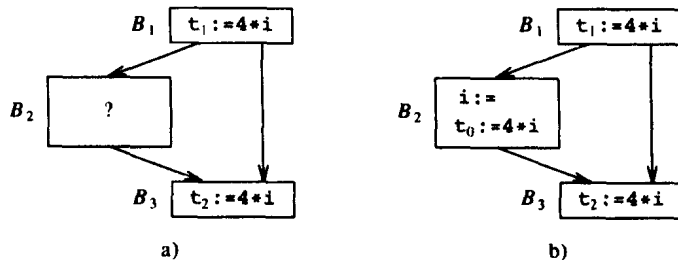 B₁ t₁:=4*i
B₂ ?
B₃ t₂:=4*i
a)
B₁ t₁:=4*i
B₂ i:=
t₀:=4*i
B₃ t₂:=4*i
b)